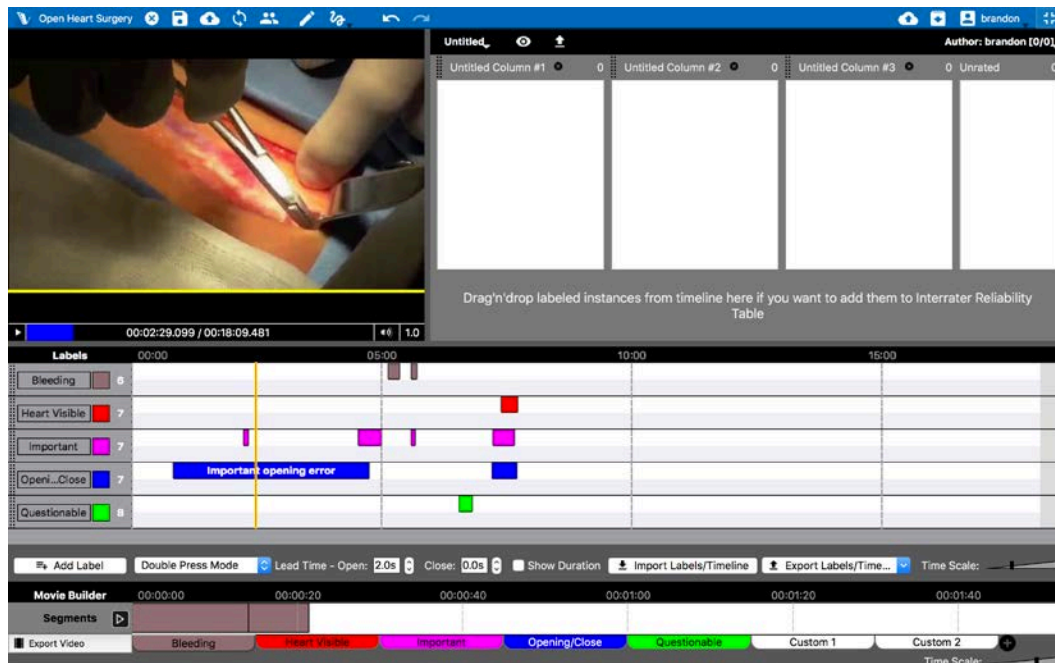 Open Heart Surgery
brandon
Untitled
Author: brandon [0/0]
Untitled Column #1 0 Untitled Column #2 0 Untitled Column #3 0 Unrated
Drag'n'drop labeled instances from timeline here if you want to add them to Interrater Reliability
Table
00:02:29.099 / 00:18:09.481 1.0
Labels 00:00 05:00 10:00 15:00
Bleeding 6
Heart Visible 7
Important 7
Openi...Close 7 Important opening error
Questionable 8
Add Label Double Press Mode Lead Time - Open: 2.0s Close: 0.0s Show Duration Import Labels/Timeline Export Labels/Time... Time Scale:
Movie Builder 00:00:00 00:00:20 00:00:40 00:01:00 00:01:20 00:01:40
Segments
Export Video Bleeding Heart Visible Important Opening/Close Questionable Custom 1 Custom 2
Time Scale: